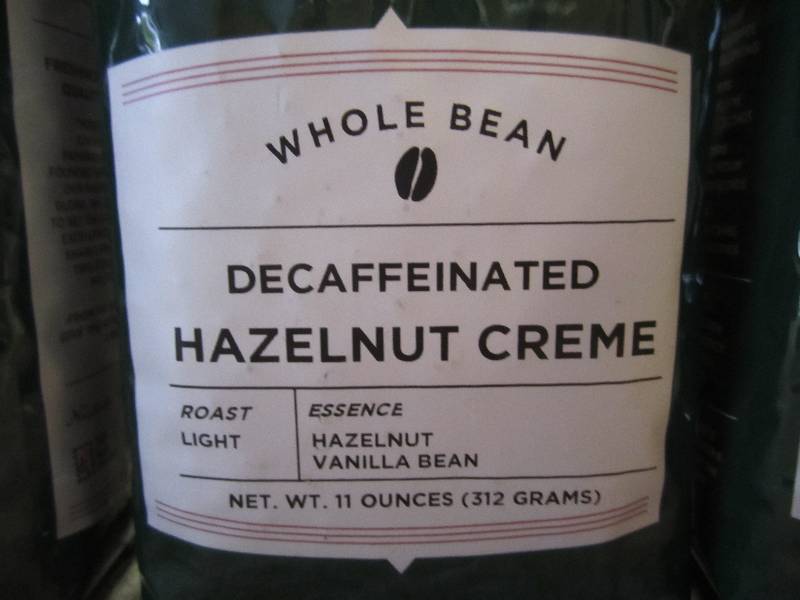 WHOLE BEAN
DECAFFEINATED
HAZELNUT CREME
ROAST
LIGHT
ESSENCE
HAZELNUT
VANILLA BEAN
NET. WT. 11 OUNCES (312 GRAMS)